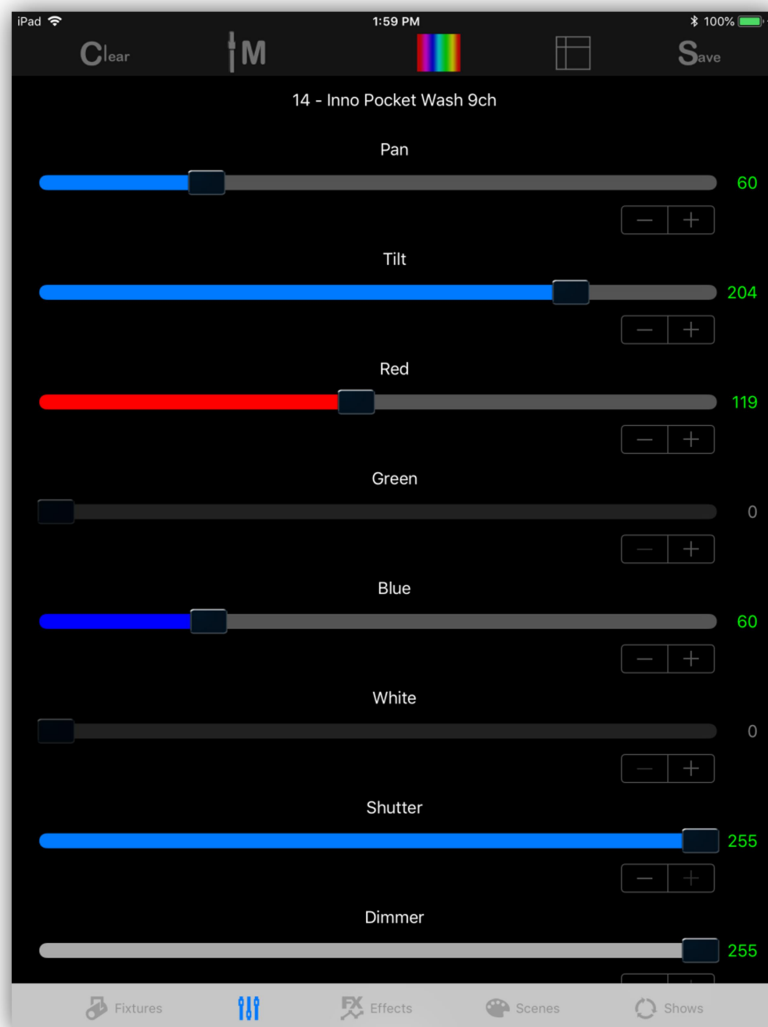 iPad 1:59 PM 100%
Clear M Save
14 - Inno Pocket Wash 9ch
Pan
60
− +
Tilt
204
− +
Red
119
− +
Green
0
− +
Blue
60
− +
White
0
− +
Shutter
255
− +
Dimmer
255
Fixtures FX Effects Scenes Shows